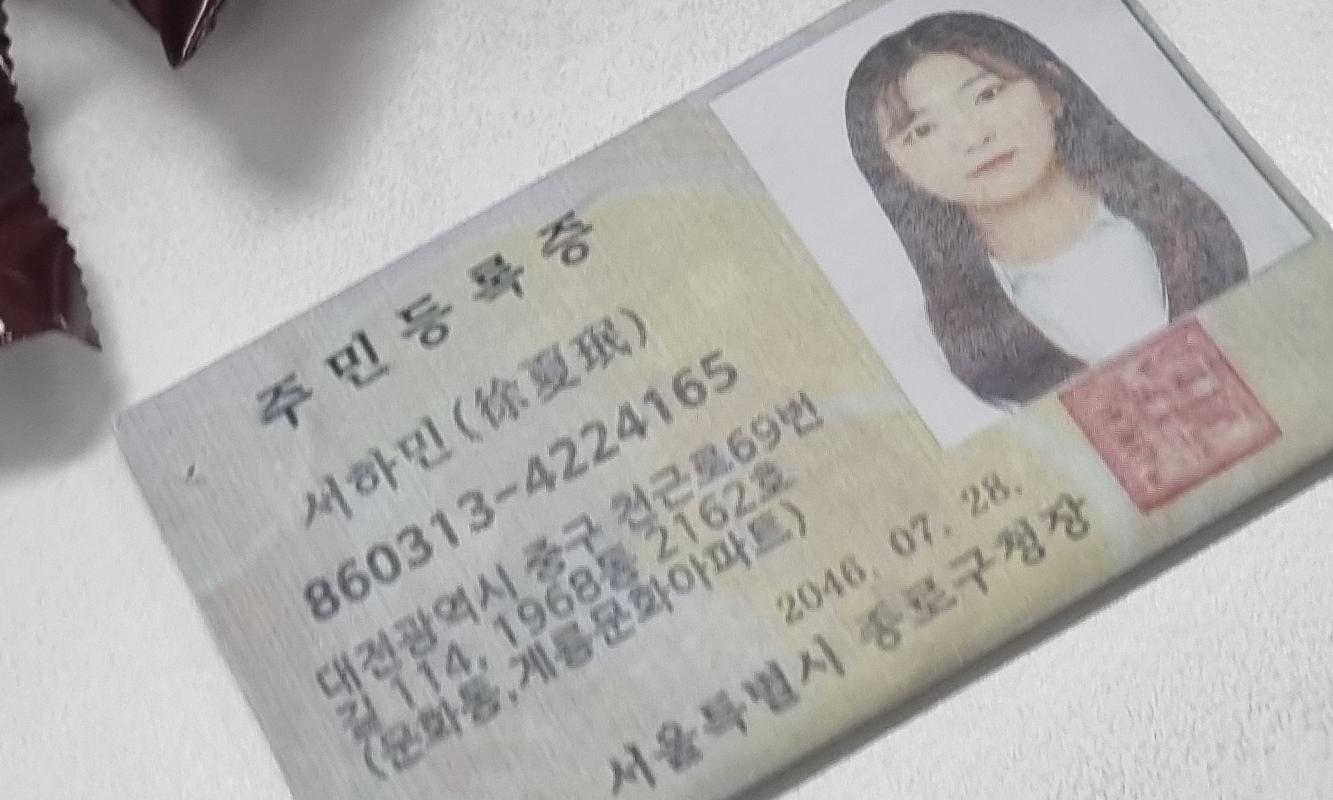 주민등록증
서하민(徐夏珉)
860313-4224165
대전광역시 중구 천근로69번
길 114, 1968동 2162호
(문화동,계룡문화아파트)
2046. 07. 28.
서울특별시 종로구청장